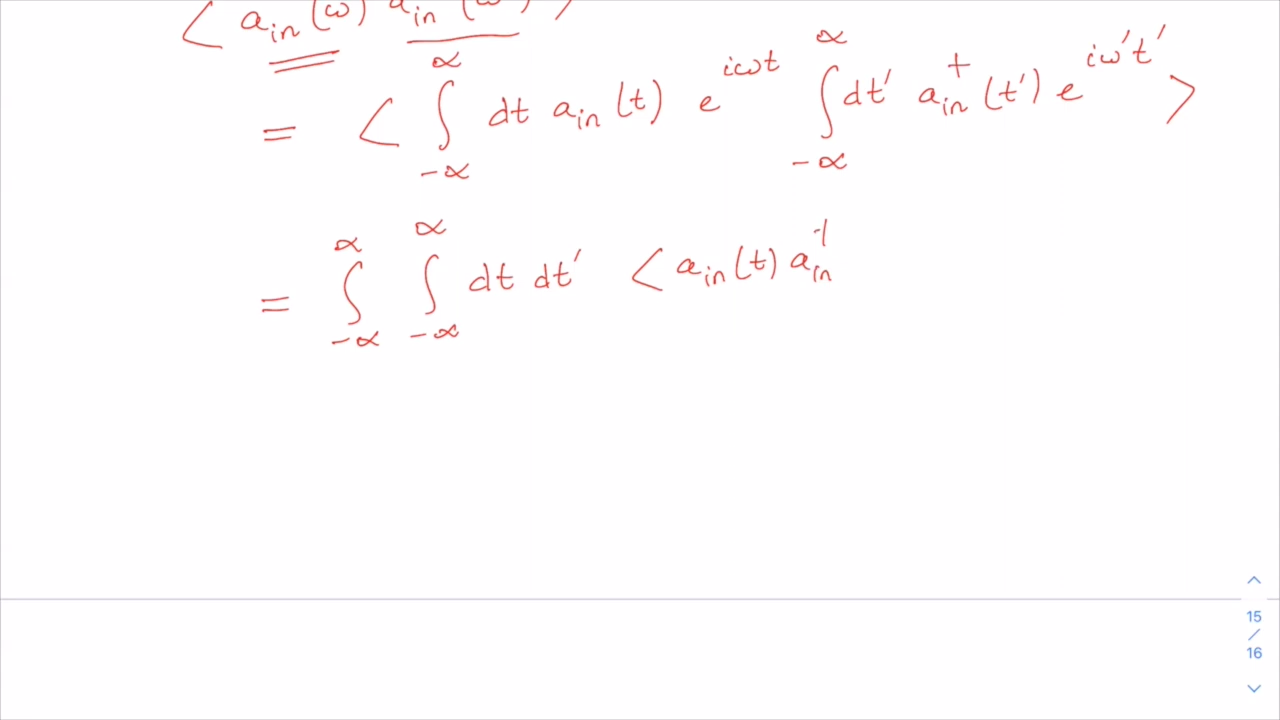 < a_in(ω) a_in(ω
= < ∫_{-∝}^{∝} dt a_in(t) e^{iωt} ∫_{-∝}^{∝} dt′ a_in^†(t′) e^{iω′t′} >
= ∫_{-∝}^{∝} ∫_{-∝}^{∝} dt dt′ < a_in(t) a_in^†
15
/
16